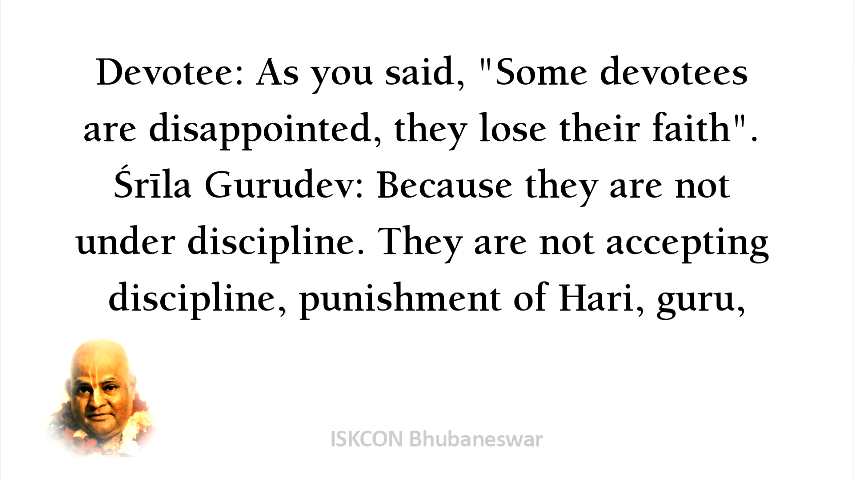 Devotee: As you said, "Some devotees
are disappointed, they lose their faith".
Śrīla Gurudev: Because they are not
under discipline. They are not accepting
discipline, punishment of Hari, guru,
ISKCON Bhubaneswar